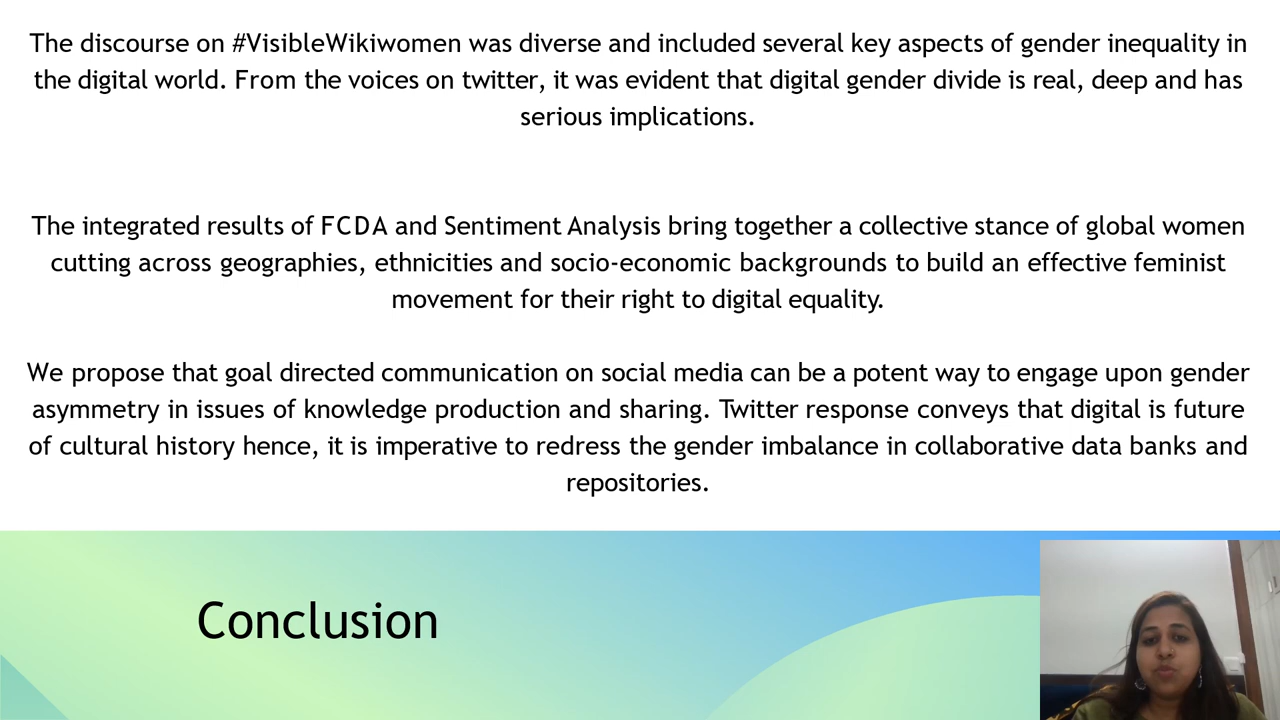 The discourse on #VisibleWikiwomen was diverse and included several key aspects of gender inequality in
the digital world. From the voices on twitter, it was evident that digital gender divide is real, deep and has
serious implications.
The integrated results of FCDA and Sentiment Analysis bring together a collective stance of global women
cutting across geographies, ethnicities and socio-economic backgrounds to build an effective feminist
movement for their right to digital equality.
We propose that goal directed communication on social media can be a potent way to engage upon gender
asymmetry in issues of knowledge production and sharing. Twitter response conveys that digital is future
of cultural history hence, it is imperative to redress the gender imbalance in collaborative data banks and
repositories.
Conclusion